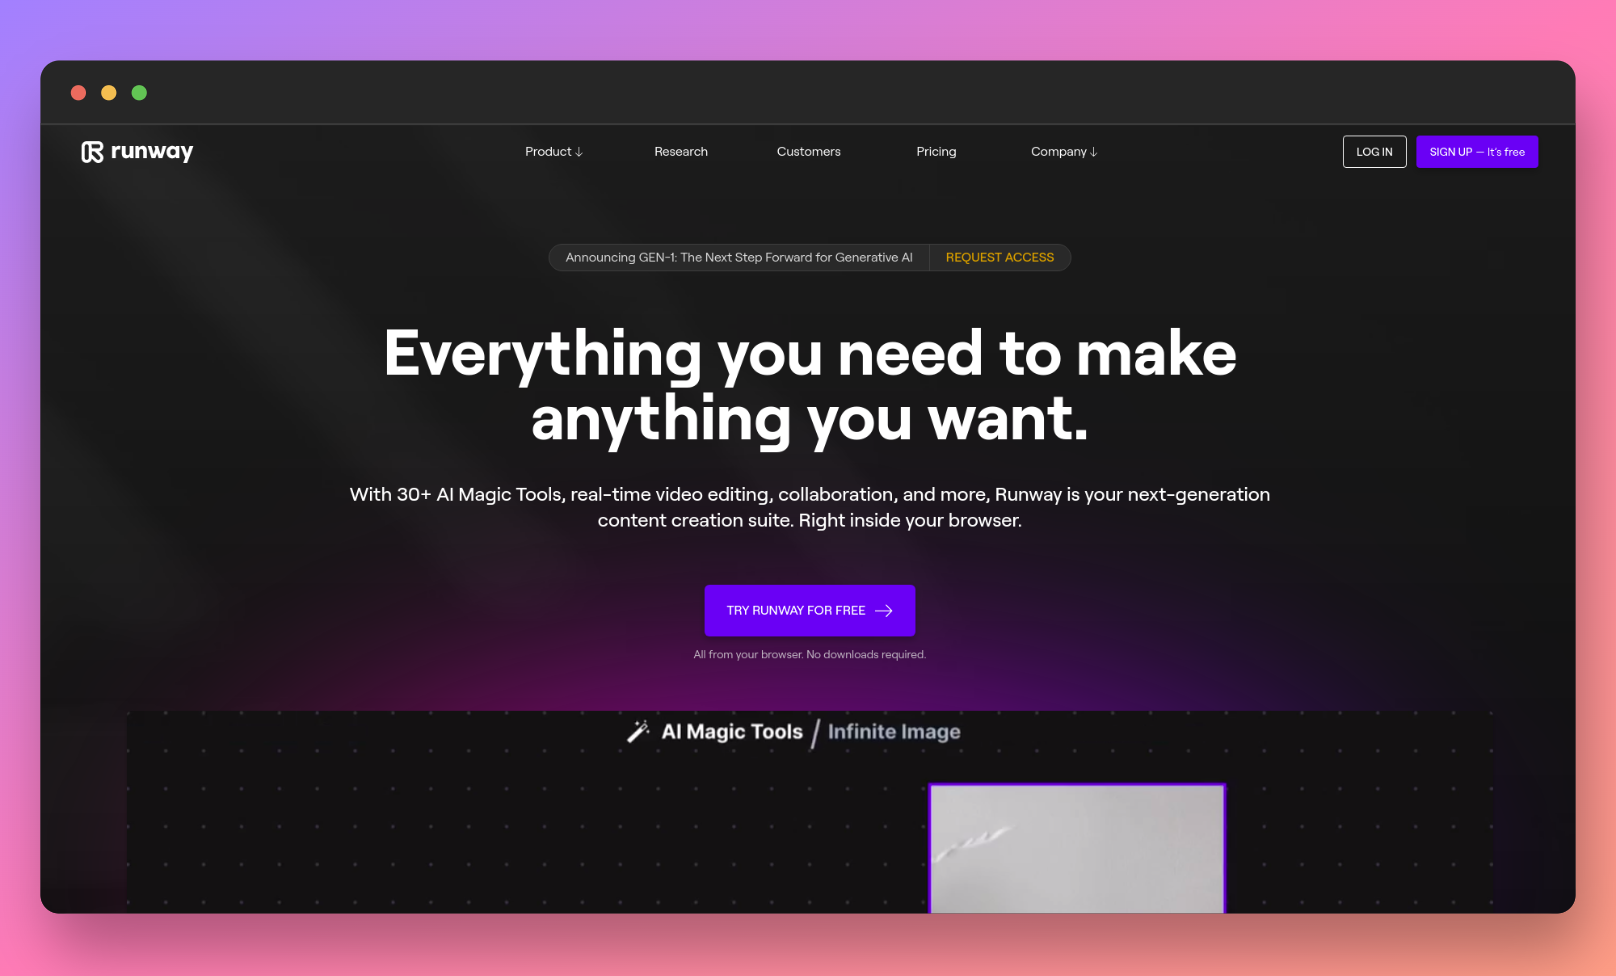 runway
Product ↓
Research
Customers
Pricing
Company ↓
LOG IN
SIGN UP — It's free
Announcing GEN-1: The Next Step Forward for Generative AI
REQUEST ACCESS
Everything you need to make
anything you want.
With 30+ AI Magic Tools, real-time video editing, collaboration, and more, Runway is your next-generation
content creation suite. Right inside your browser.
TRY RUNWAY FOR FREE →
All from your browser. No downloads required.
AI Magic Tools / Infinite Image